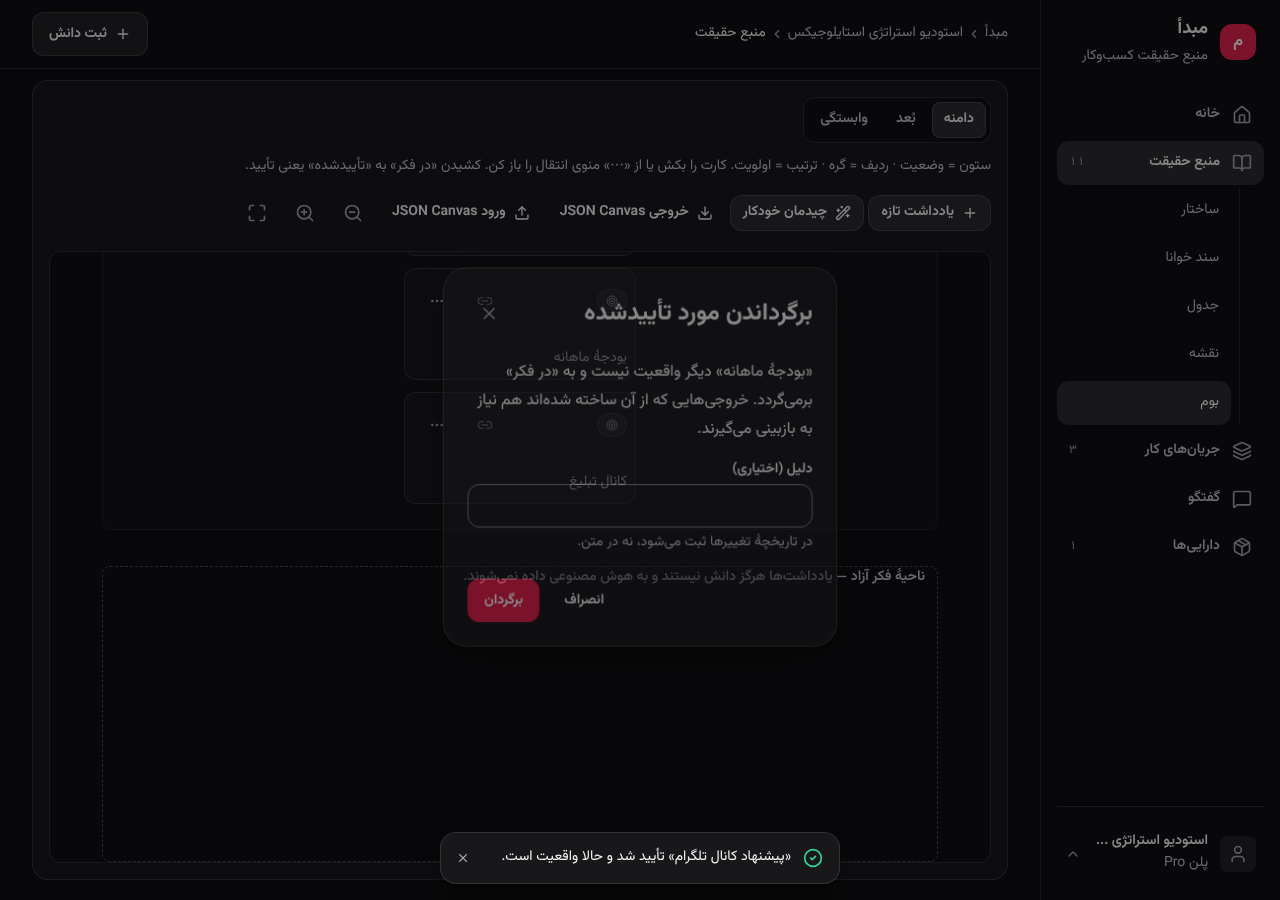 مبدأ
منبع حقیقت کسب‌وکار
م
خانه
منبع حقیقت
۱۱
ساختار
سند خوانا
جدول
نقشه
بوم
جریان‌های کار
۳
گفتگو
دارایی‌ها
۱
استودیو استراتژی ...
پلن Pro
مبدأ › استودیو استراتژی استایلوجیکس › منبع حقیقت
ثبت دانش
دامنه
بُعد
وابستگی
ستون = وضعیت · ردیف = گره · ترتیب = اولویت. کارت را بکش یا از «···» منوی انتقال را باز کن. کشیدن «در فکر» به «تأییدشده» یعنی تأیید.
یادداشت تازه
چیدمان خودکار
خروجی JSON Canvas
ورود JSON Canvas
برگرداندن مورد تأییدشده
بودجهٔ ماهانه
«بودجهٔ ماهانه» دیگر واقعیت نیست و به «در فکر»
برمی‌گردد. خروجی‌هایی که از آن ساخته شده‌اند هم نیاز
به بازبینی می‌گیرند.
دلیل (اختیاری)
کانال تبلیغ
در تاریخچهٔ تغییرها ثبت می‌شود، نه در متن.
ناحیهٔ فکر آزاد — یادداشت‌ها هرگز دانش نیستند و به هوش مصنوعی داده نمی‌شوند.
انصراف
برگردان
«پیشنهاد کانال تلگرام» تأیید شد و حالا واقعیت است.